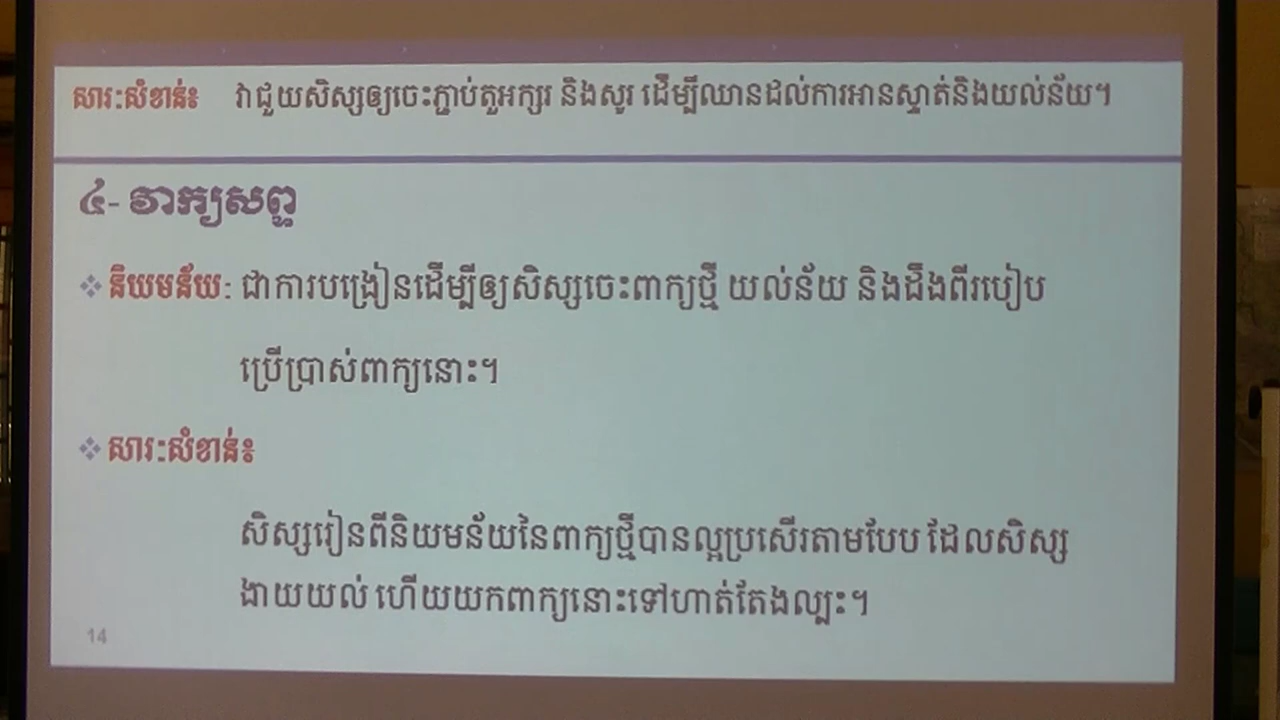 សារៈសំខាន់៖ វាជួយសិស្សឲ្យចេះភ្ជាប់តួអក្សរ និងសូរ ដើម្បីឈានដល់ការអានស្ទាត់និងយល់ន័យ។
៤- វាក្យសព្ទ
❖ និយមន័យ: ជាការបង្រៀនដើម្បីឲ្យសិស្សចេះពាក្យថ្មី យល់ន័យ និងដឹងពីរបៀប
ប្រើប្រាស់ពាក្យនោះ។
❖ សារៈសំខាន់៖
សិស្សរៀនពីនិយមន័យនៃពាក្យថ្មីបានល្អប្រសើរតាមបែប ដែលសិស្ស
ងាយយល់ ហើយយកពាក្យនោះទៅហាត់តែងល្បះ។
14